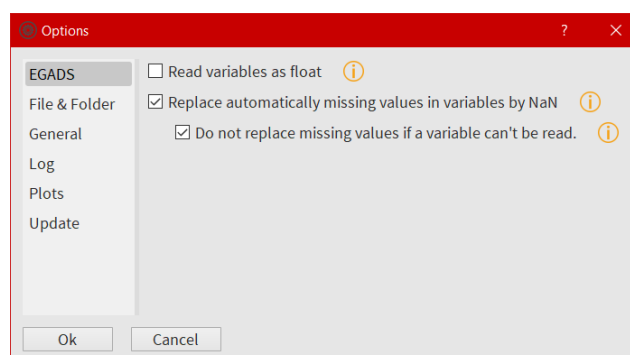 Options ?
EGADS
File & Folder
General
Log
Plots
Update
Read variables as float
Replace automatically missing values in variables by NaN
Do not replace missing values if a variable can't be read.
Ok
Cancel